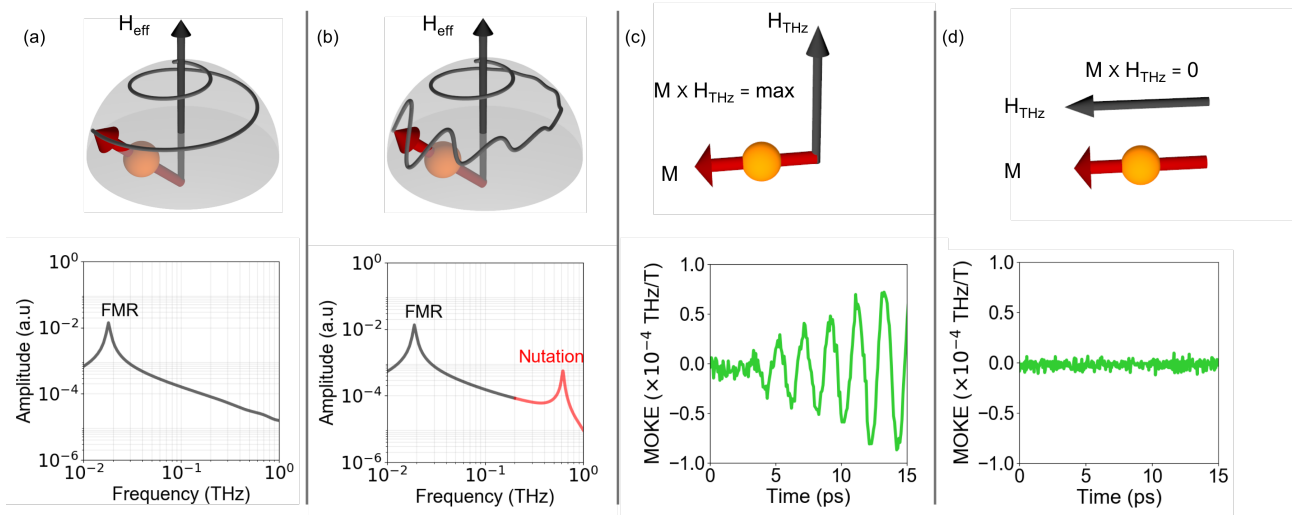 (a)
H_eff
10^0
10^-2
10^-4
10^-6
Amplitude (a.u)
FMR
10^-2
10^-1
10^0
Frequency (THz)
(b)
H_eff
10^0
10^-2
10^-4
10^-6
Amplitude (a.u)
FMR
Nutation
10^-2
10^-1
10^0
Frequency (THz)
(c)
H_THz
M x H_THz = max
M
1.0
0.5
0.0
−0.5
−1.0
MOKE (×10^−4 THz/T)
0
5
10
15
Time (ps)
(d)
M x H_THz = 0
H_THz
M
1.0
0.5
0.0
−0.5
−1.0
MOKE (×10^−4 THz/T)
0
5
10
15
Time (ps)